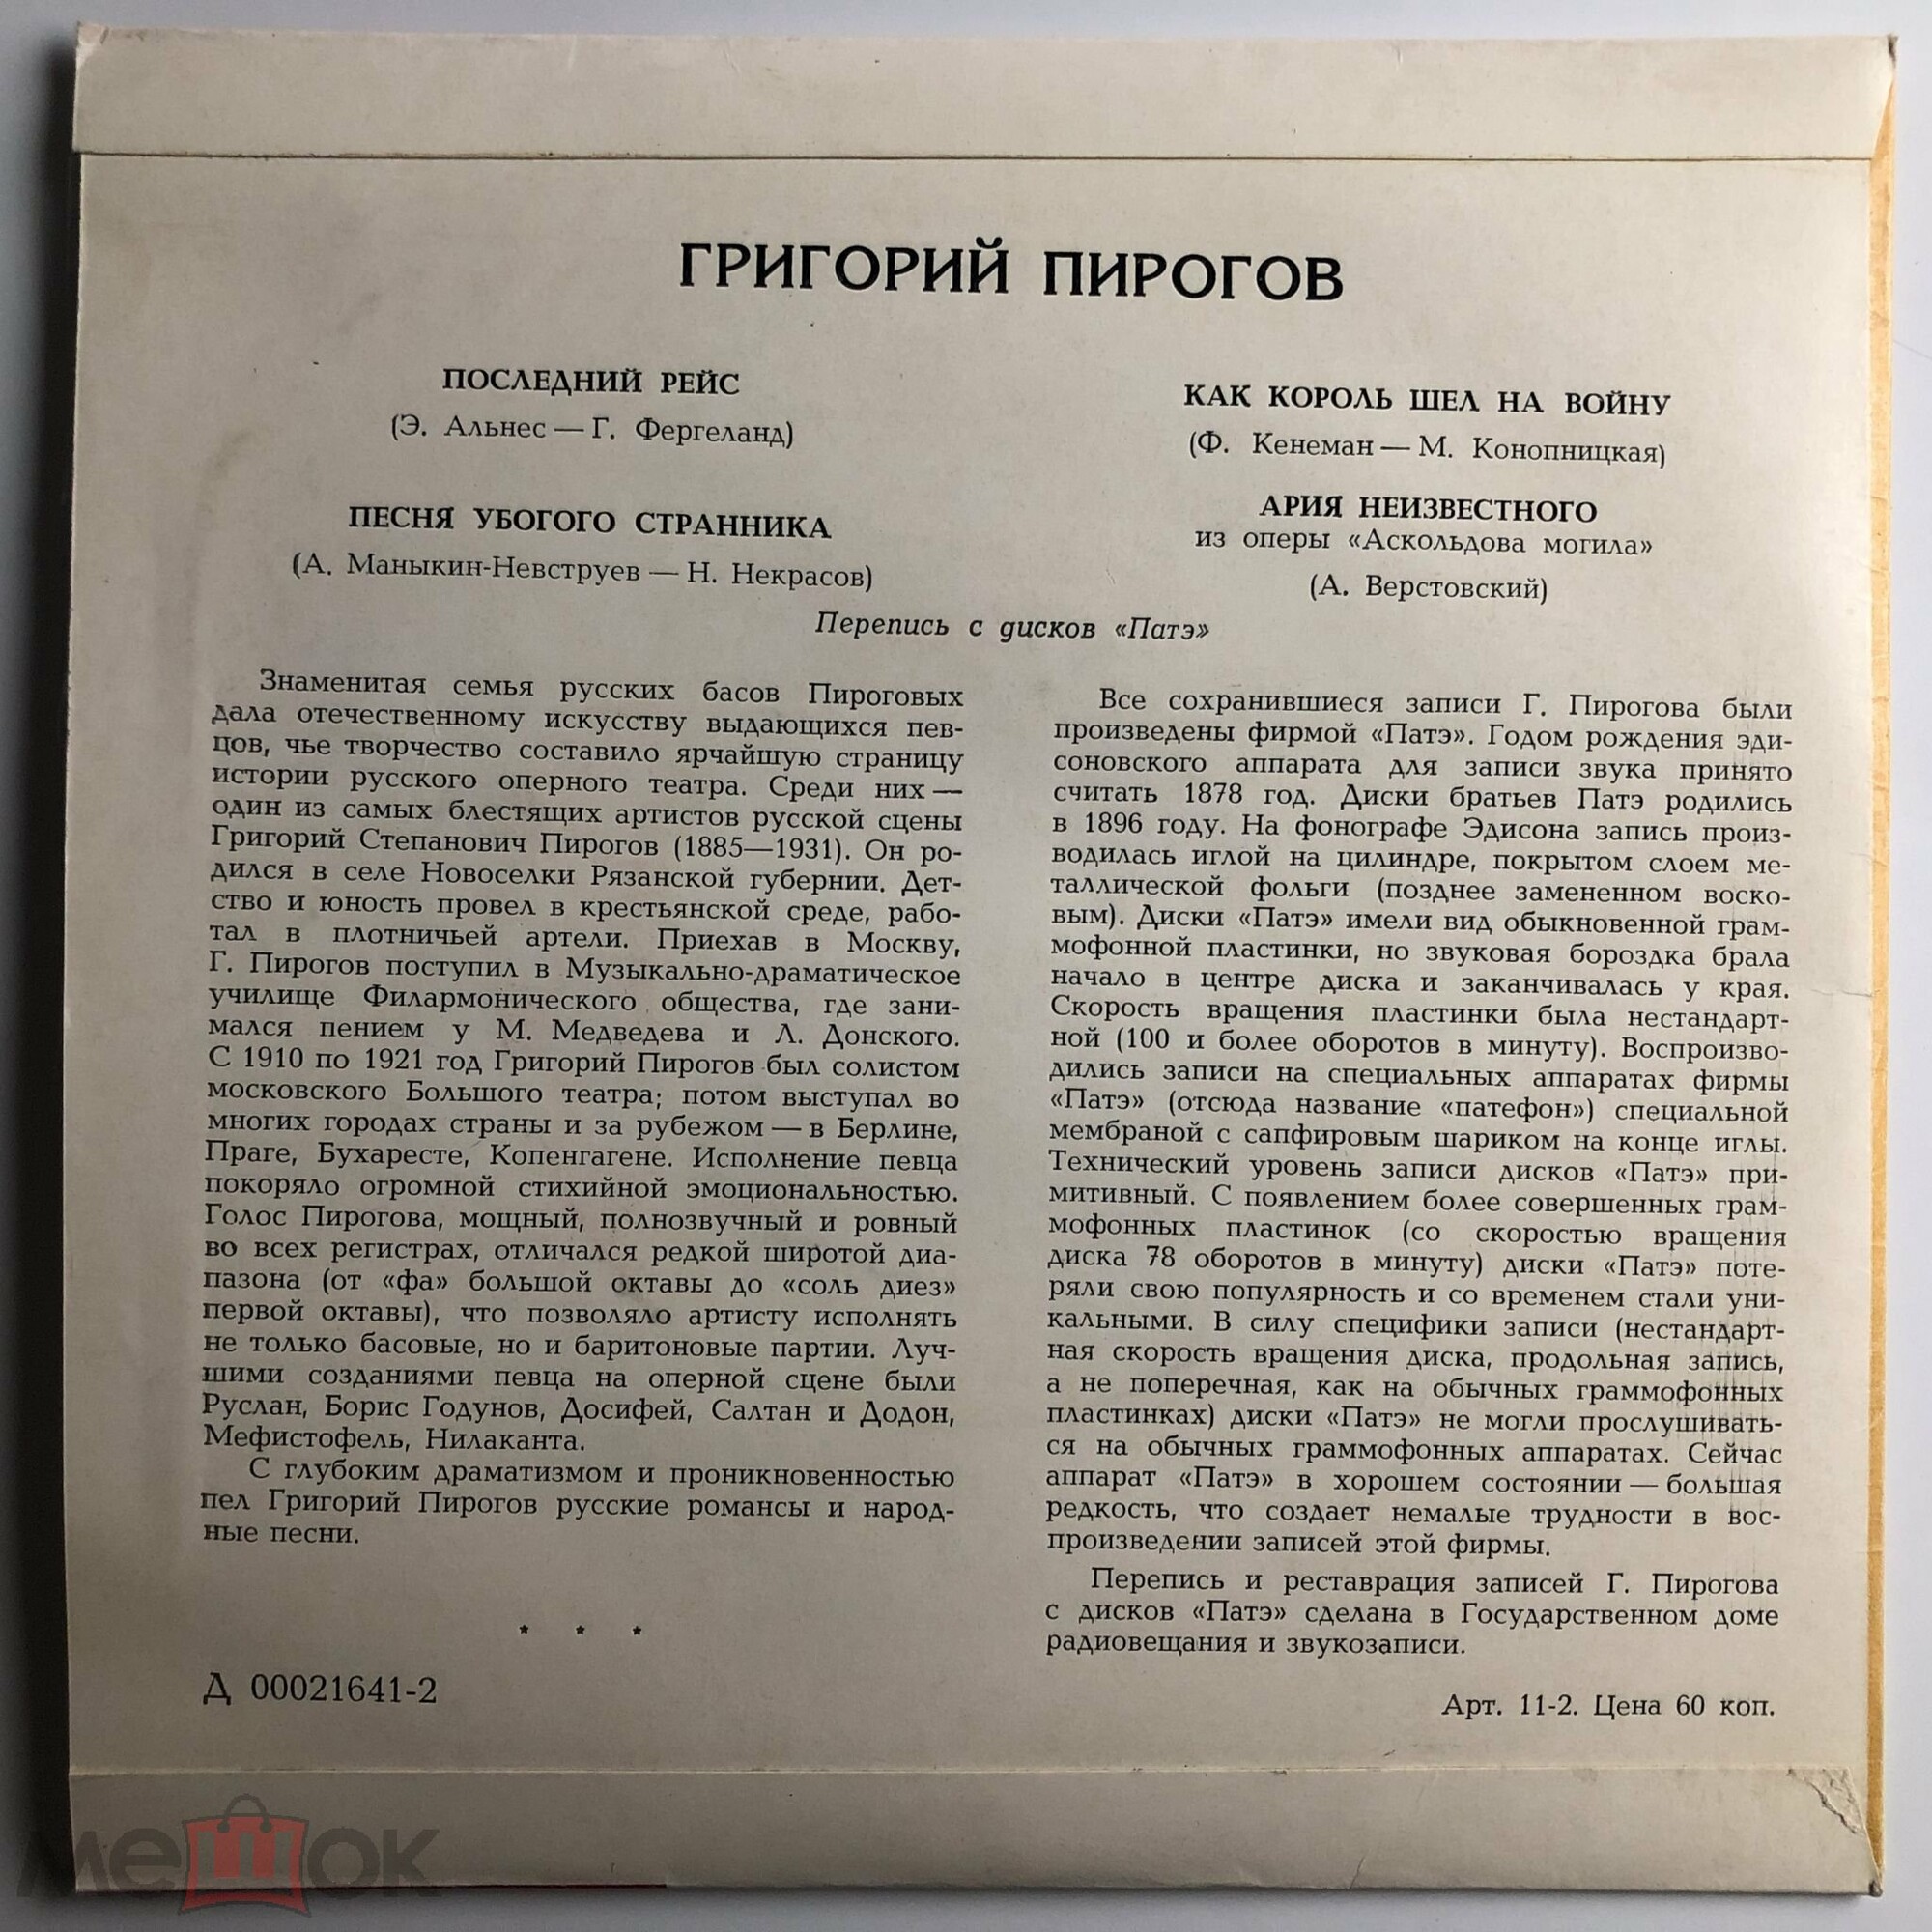 ГРИГОРИЙ ПИРОГОВ
ПОСЛЕДНИЙ РЕЙС
(Э. Альнес — Г. Фергеланд)
ПЕСНЯ УБОГОГО СТРАННИКА
(А. Маныкин-Невструев — Н. Некрасов)
КАК КОРОЛЬ ШЕЛ НА ВОЙНУ
(Ф. Кенеман — М. Конопницкая)
АРИЯ НЕИЗВЕСТНОГО
из оперы «Аскольдова могила»
(А. Верстовский)
Перепись с дисков «Патэ»
Знаменитая семья русских басов Пироговых
дала отечественному искусству выдающихся пев-
цов, чье творчество составило ярчайшую страницу
истории русского оперного театра. Среди них —
один из самых блестящих артистов русской сцены
Григорий Степанович Пирогов (1885—1931). Он ро-
дился в селе Новоселки Рязанской губернии. Дет-
ство и юность провел в крестьянской среде, рабо-
тал в плотничьей артели. Приехав в Москву,
Г. Пирогов поступил в Музыкально-драматическое
училище Филармонического общества, где зани-
мался пением у М. Медведева и Л. Донского.
С 1910 по 1921 год Григорий Пирогов был солистом
московского Большого театра; потом выступал во
многих городах страны и за рубежом — в Берлине,
Праге, Бухаресте, Копенгагене. Исполнение певца
покоряло огромной стихийной эмоциональностью.
Голос Пирогова, мощный, полнозвучный и ровный
во всех регистрах, отличался редкой широтой диа-
пазона (от «фа» большой октавы до «соль диез»
первой октавы), что позволяло артисту исполнять
не только басовые, но и баритоновые партии. Луч-
шими созданиями певца на оперной сцене были
Руслан, Борис Годунов, Досифей, Салтан и Додон,
Мефистофель, Нилаканта.
С глубоким драматизмом и проникновенностью
пел Григорий Пирогов русские романсы и народ-
ные песни.
* * *
Д 00021641-2
Все сохранившиеся записи Г. Пирогова были
произведены фирмой «Патэ». Годом рождения эди-
соновского аппарата для записи звука принято
считать 1878 год. Диски братьев Патэ родились
в 1896 году. На фонографе Эдисона запись произ-
водилась иглой на цилиндре, покрытом слоем ме-
таллической фольги (позднее замененном воско-
вым). Диски «Патэ» имели вид обыкновенной грам-
мофонной пластинки, но звуковая бороздка брала
начало в центре диска и заканчивалась у края.
Скорость вращения пластинки была нестандарт-
ной (100 и более оборотов в минуту). Воспроизво-
дились записи на специальных аппаратах фирмы
«Патэ» (отсюда название «патефон») специальной
мембраной с сапфировым шариком на конце иглы.
Технический уровень записи дисков «Патэ» при-
митивный. С появлением более совершенных грам-
мофонных пластинок (со скоростью вращения
диска 78 оборотов в минуту) диски «Патэ» поте-
ряли свою популярность и со временем стали уни-
кальными. В силу специфики записи (нестандарт-
ная скорость вращения диска, продольная запись,
а не поперечная, как на обычных граммофонных
пластинках) диски «Патэ» не могли прослушивать-
ся на обычных граммофонных аппаратах. Сейчас
аппарат «Патэ» в хорошем состоянии — большая
редкость, что создает немалые трудности в вос-
произведении записей этой фирмы.
Перепись и реставрация записей Г. Пирогова
с дисков «Патэ» сделана в Государственном доме
радиовещания и звукозаписи.
Арт. 11-2. Цена 60 коп.
мешок